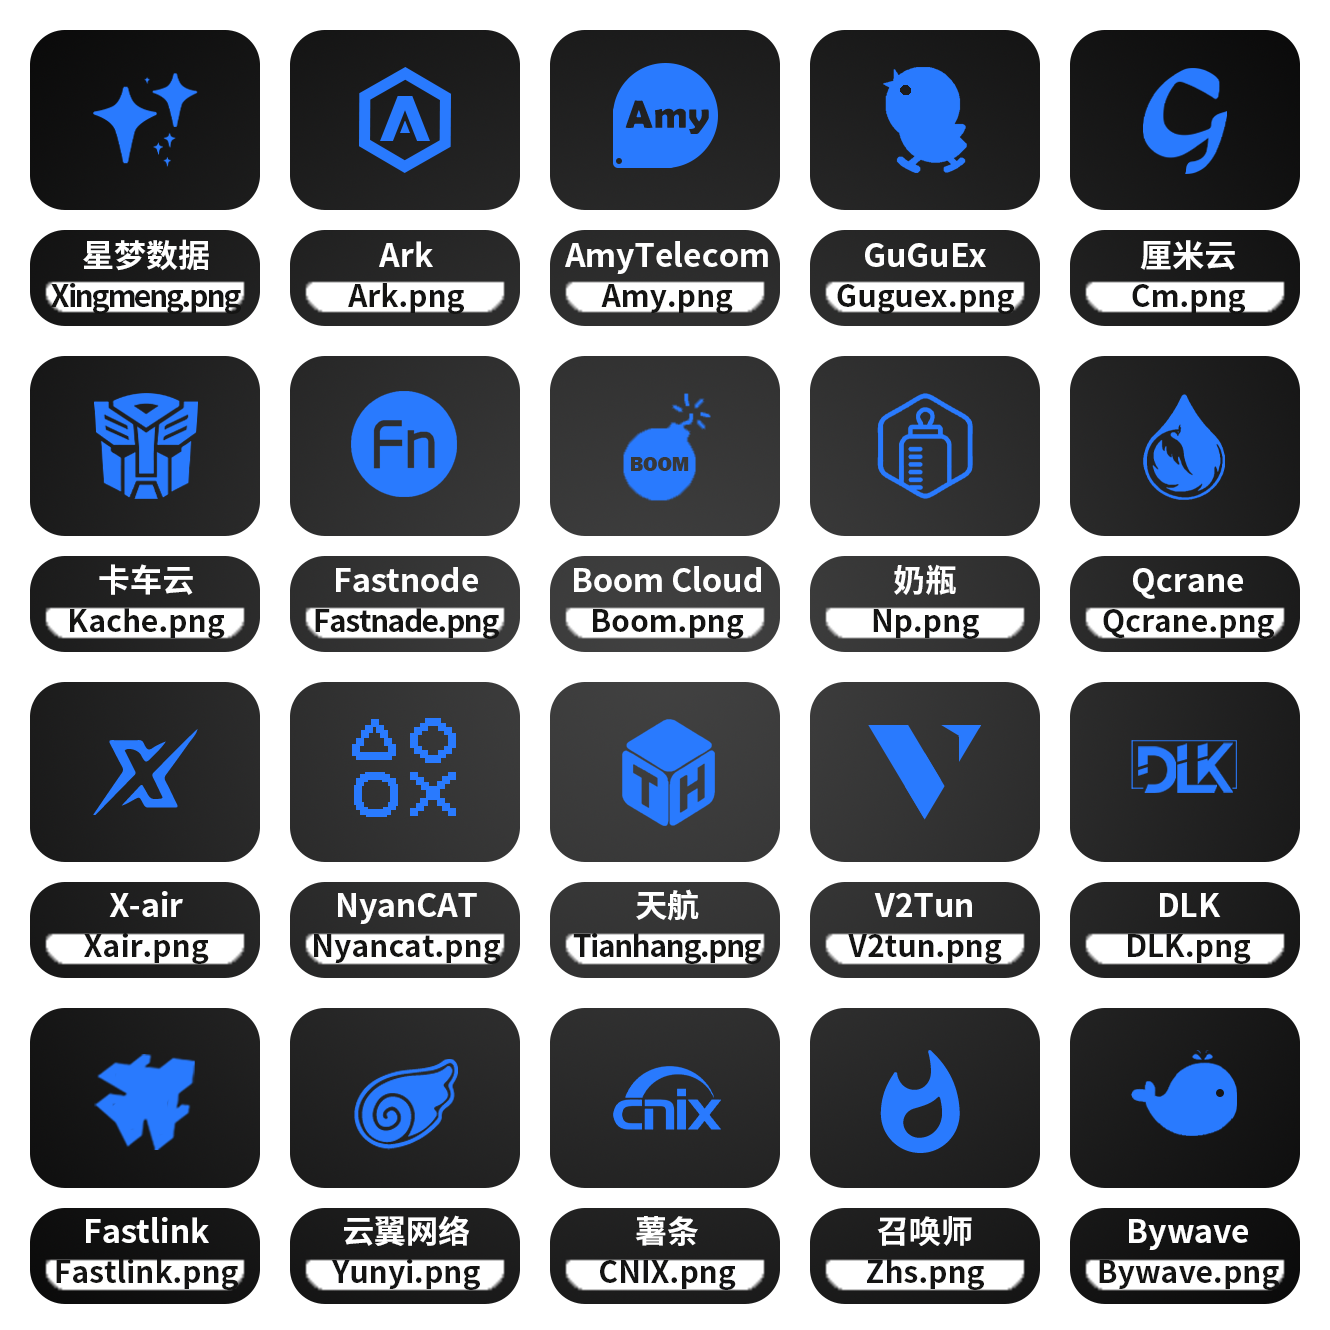 Amy
星梦数据
Xingmeng.png
Ark
Ark.png
AmyTelecom
Amy.png
GuGuEx
Guguex.png
厘米云
Cm.png
Fn
BOOM
卡车云
Kache.png
Fastnode
Fastnade.png
Boom Cloud
Boom.png
奶瓶
Np.png
Qcrane
Qcrane.png
TH
DLK
X-air
Xair.png
NyanCAT
Nyancat.png
天航
Tianhang.png
V2Tun
V2tun.png
DLK
DLK.png
cnix
Fastlink
Fastlink.png
云翼网络
Yunyi.png
薯条
CNIX.png
召唤师
Zhs.png
Bywave
Bywave.png